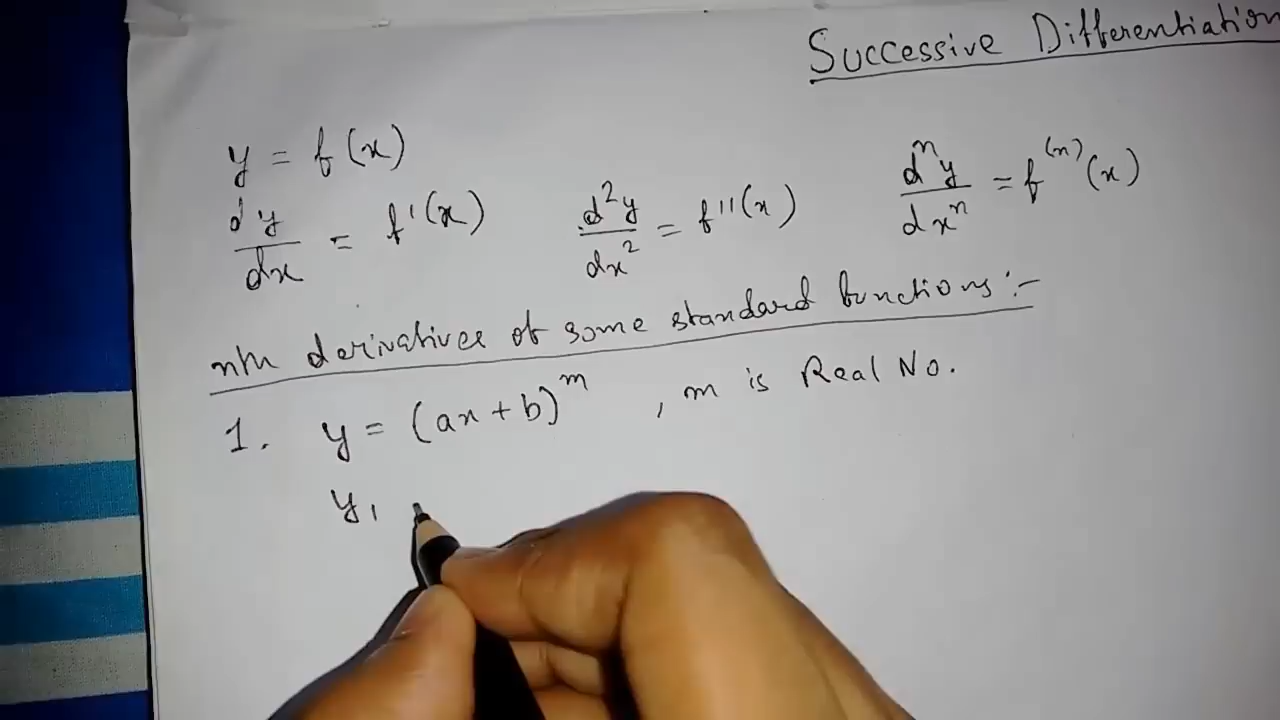 Successive Differentiation
y = f(x)
dy/dx = f'(x) d²y/dx² = f''(x) dⁿy/dxⁿ = f⁽ⁿ⁾(x)
nth derivatives of some standard functions :-
1. y = (ax + b)ᵐ , m is Real No.
y₁